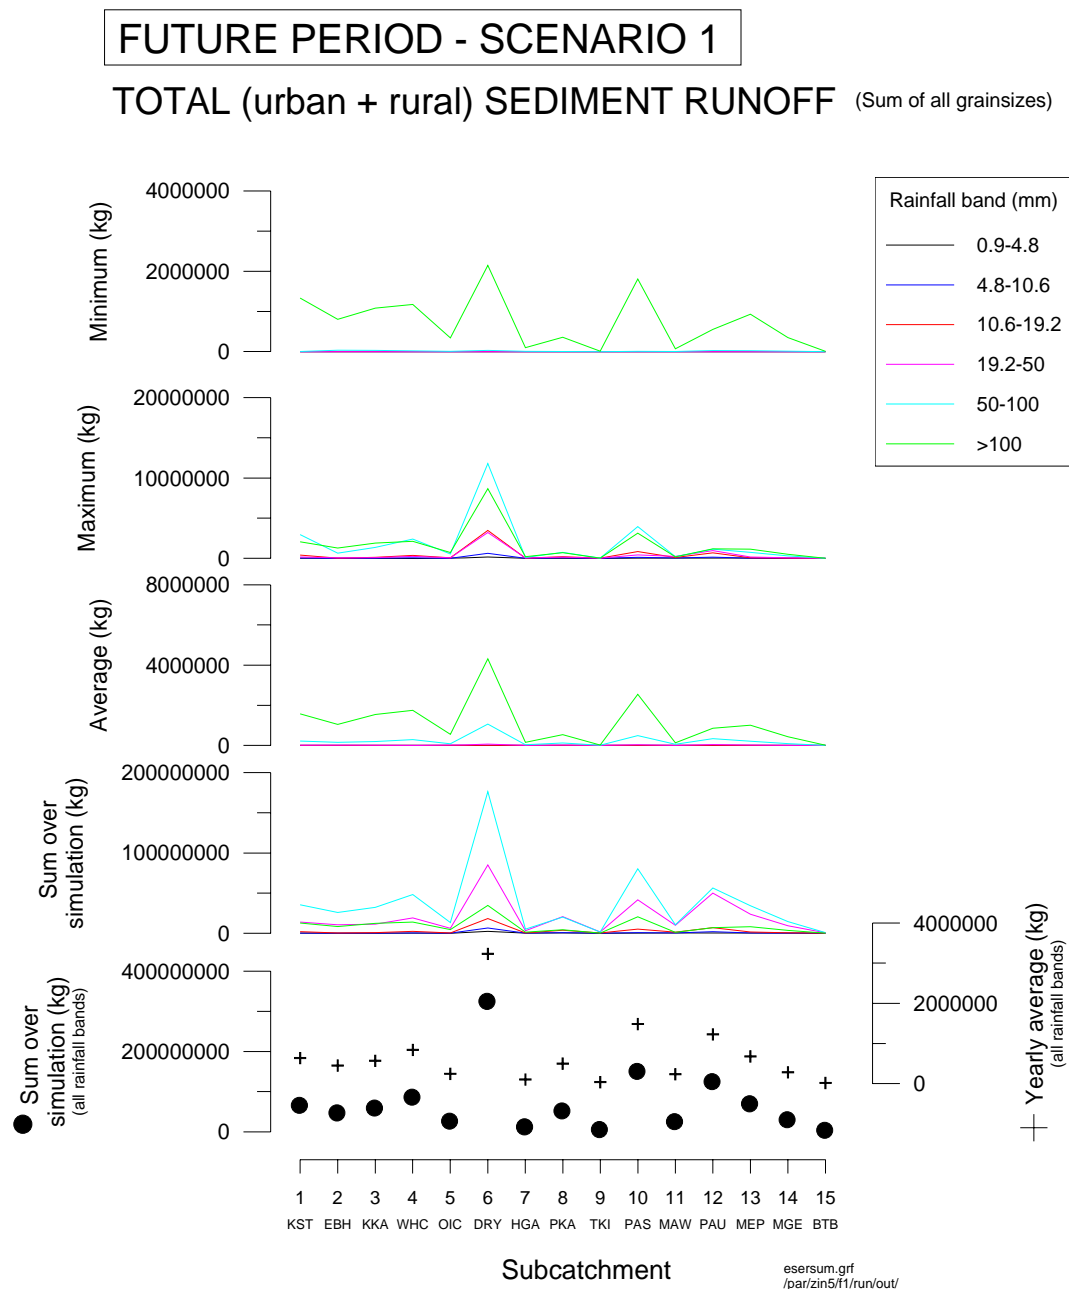 FUTURE PERIOD - SCENARIO 1
TOTAL (urban + rural) SEDIMENT RUNOFF (Sum of all grainsizes)
Rainfall band (mm)
0.9-4.8
4.8-10.6
10.6-19.2
19.2-50
50-100
>100
Minimum (kg)
4000000
2000000
0
Maximum (kg)
20000000
10000000
0
Average (kg)
8000000
4000000
0
Sum over
simulation (kg)
200000000
100000000
0
Sum over
simulation (kg)
(all rainfall bands)
400000000
200000000
0
4000000
2000000
0
Yearly average (kg)
(all rainfall bands)
1 2 3 4 5 6 7 8 9 10 11 12 13 14 15
KST EBH KKA WHC OIC DRY HGA PKA TKI PAS MAW PAU MEP MGE BTB
Subcatchment
esersum.grf
/par/zin5/f1/run/out/